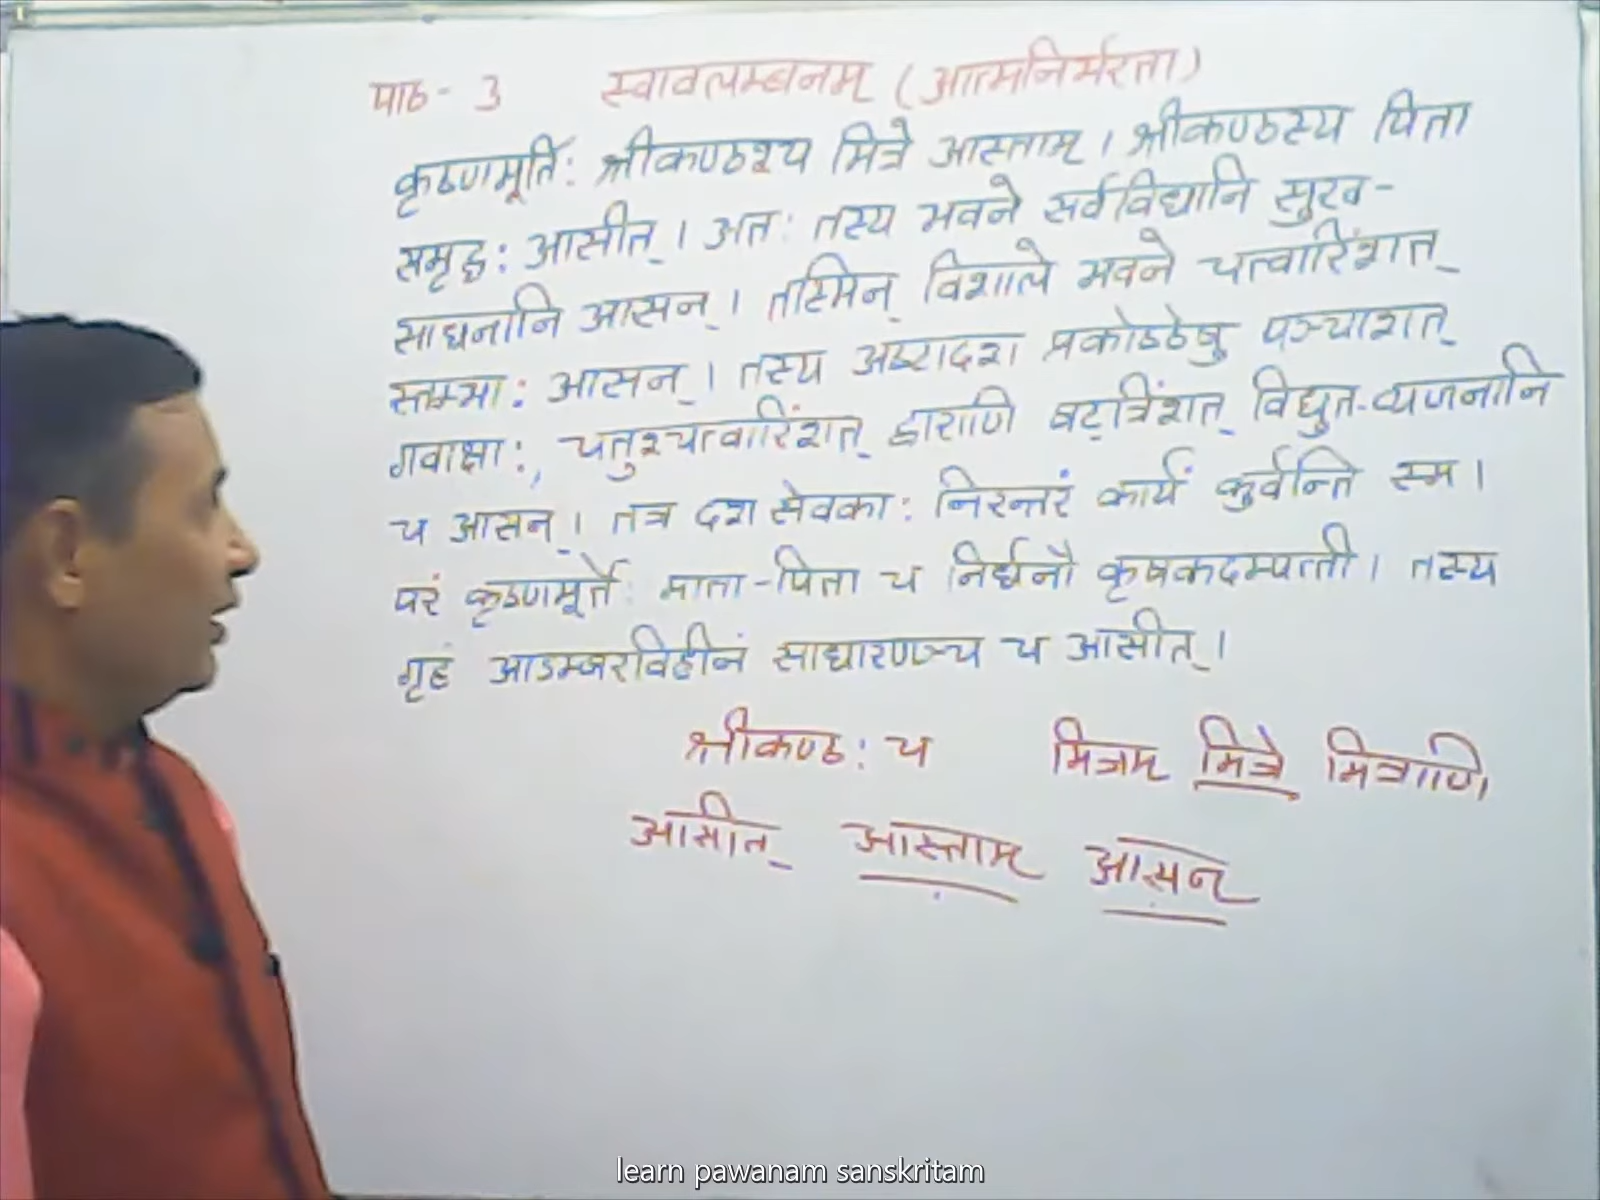 पाठ - 3 स्वावलम्बनम् (आत्मनिर्भरता)
कृष्णमूर्तिः श्रीकण्ठश्च मित्रे आस्ताम् । श्रीकण्ठस्य पिता
समृद्धः आसीत् । अतः तस्य भवने सर्वविधानि सुख-
साधनानि आसन् । तस्मिन् विशाले भवने चत्वारिंशत्
स्तम्भाः आसन् । तस्य अष्टादश प्रकोष्ठेषु पञ्चाशत्
गवाक्षाः, चतुश्चत्वारिंशत् द्वाराणि षट्त्रिंशत् विद्युत-व्यजनानि
च आसन् । तत्र दश सेवकाः निरन्तरं कार्यं कुर्वन्ति स्म ।
परं कृष्णमूर्तेः माता-पिता च निर्धनौ कृषकदम्पत्ती । तस्य
गृहं आडम्बरविहीनं साधारणञ्च च आसीत् ।
श्रीकण्ठः च मित्रम् मित्रे मित्राणि
आसीत् आस्ताम् आसन्
learn pawanam sanskritam